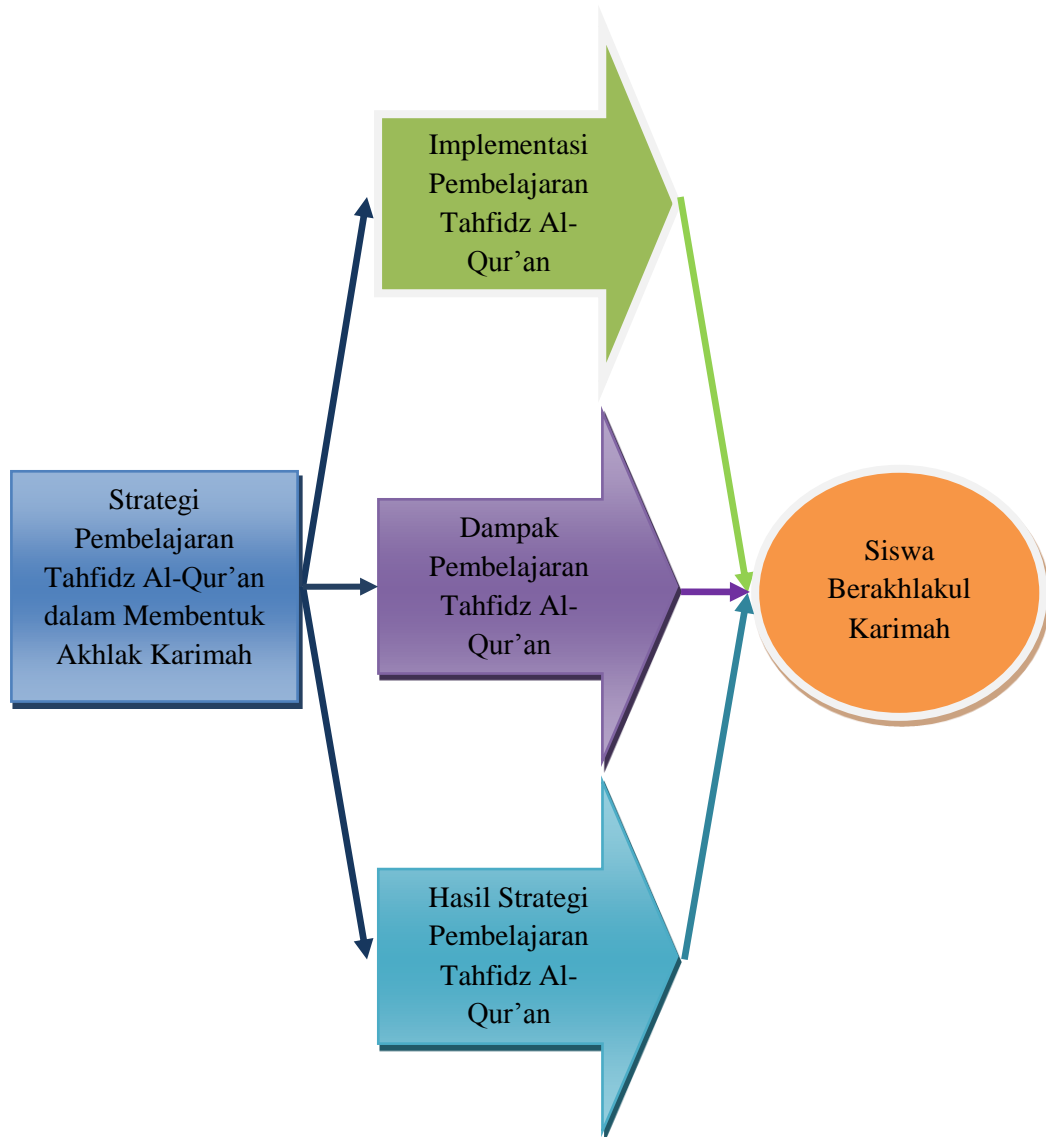 Implementasi
Pembelajaran
Tahfidz Al-
Qur’an
Strategi
Pembelajaran
Tahfidz Al-Qur’an
dalam Membentuk
Akhlak Karimah
Dampak
Pembelajaran
Tahfidz Al-
Qur’an
Siswa
Berakhlakul
Karimah
Hasil Strategi
Pembelajaran
Tahfidz Al-
Qur’an